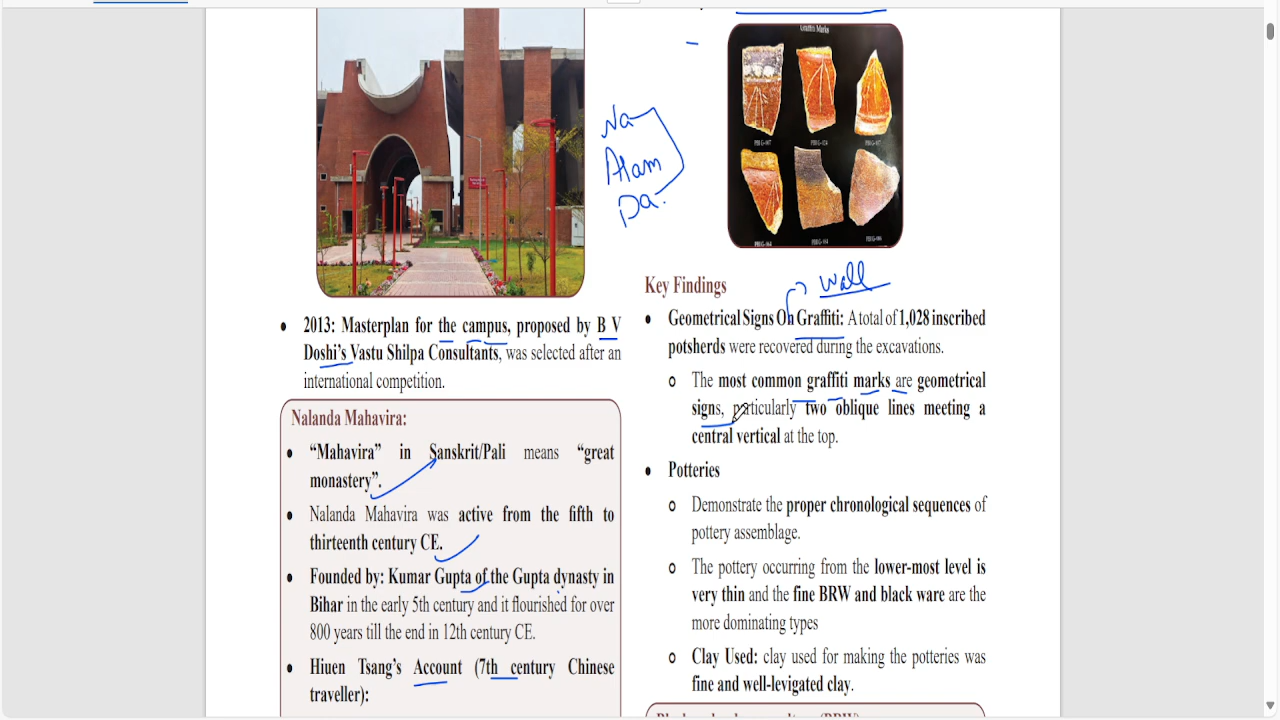 2013: Masterplan for the campus, proposed by B V
Doshi's Vastu Shilpa Consultants, was selected after an
international competition.
Nalanda Mahavira:
"Mahavira" in Sanskrit/Pali means "great
monastery".
Nalanda Mahavira was active from the fifth to
thirteenth century CE.
Founded by: Kumar Gupta of the Gupta dynasty in
Bihar in the early 5th century and it flourished for over
800 years till the end in 12th century CE.
Hiuen Tsang's Account (7th century Chinese
traveller):
Na
Alam
Da.
Graffiti Marks
Key Findings
wall
Geometrical Signs On Graffiti: A total of 1,028 inscribed
potsherds were recovered during the excavations.
The most common graffiti marks are geometrical
signs, particularly two oblique lines meeting a
central vertical at the top.
Potteries
Demonstrate the proper chronological sequences of
pottery assemblage.
The pottery occurring from the lower-most level is
very thin and the fine BRW and black ware are the
more dominating types
Clay Used: clay used for making the potteries was
fine and well-levigated clay.